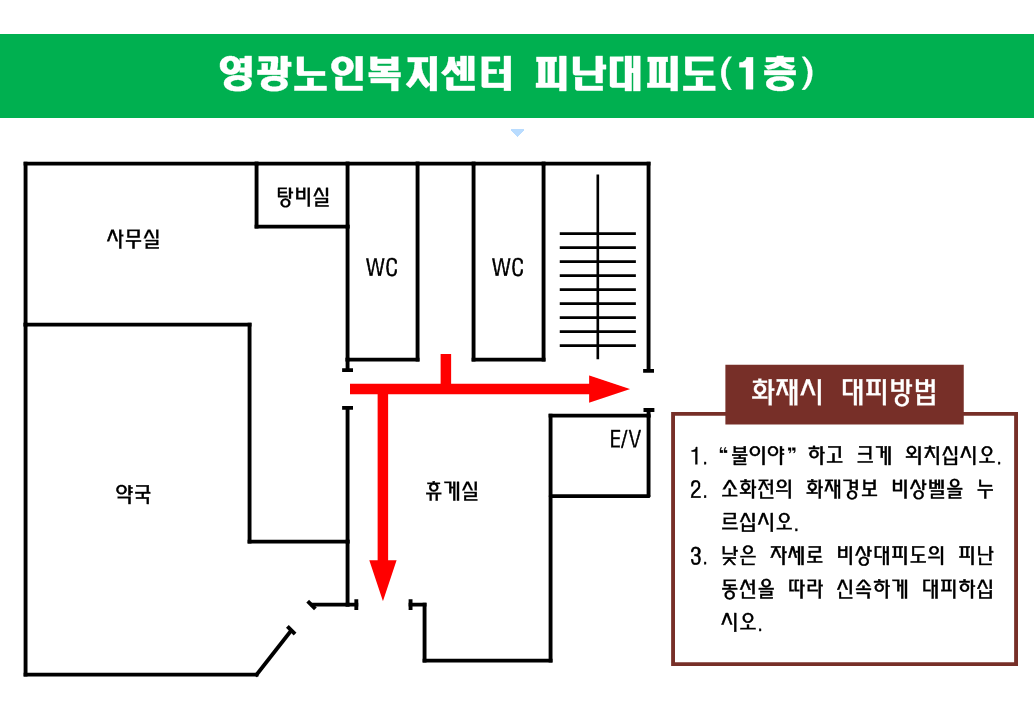 영광노인복지센터 피난대피도(1층)
탕비실
사무실
WC
WC
화재시 대피방법
E/V
1. “불이야” 하고 크게 외치십시오.
2. 소화전의 화재경보 비상벨을 누
르십시오.
3. 낮은 자세로 비상대피도의 피난
동선을 따라 신속하게 대피하십
시오.
약국
휴게실